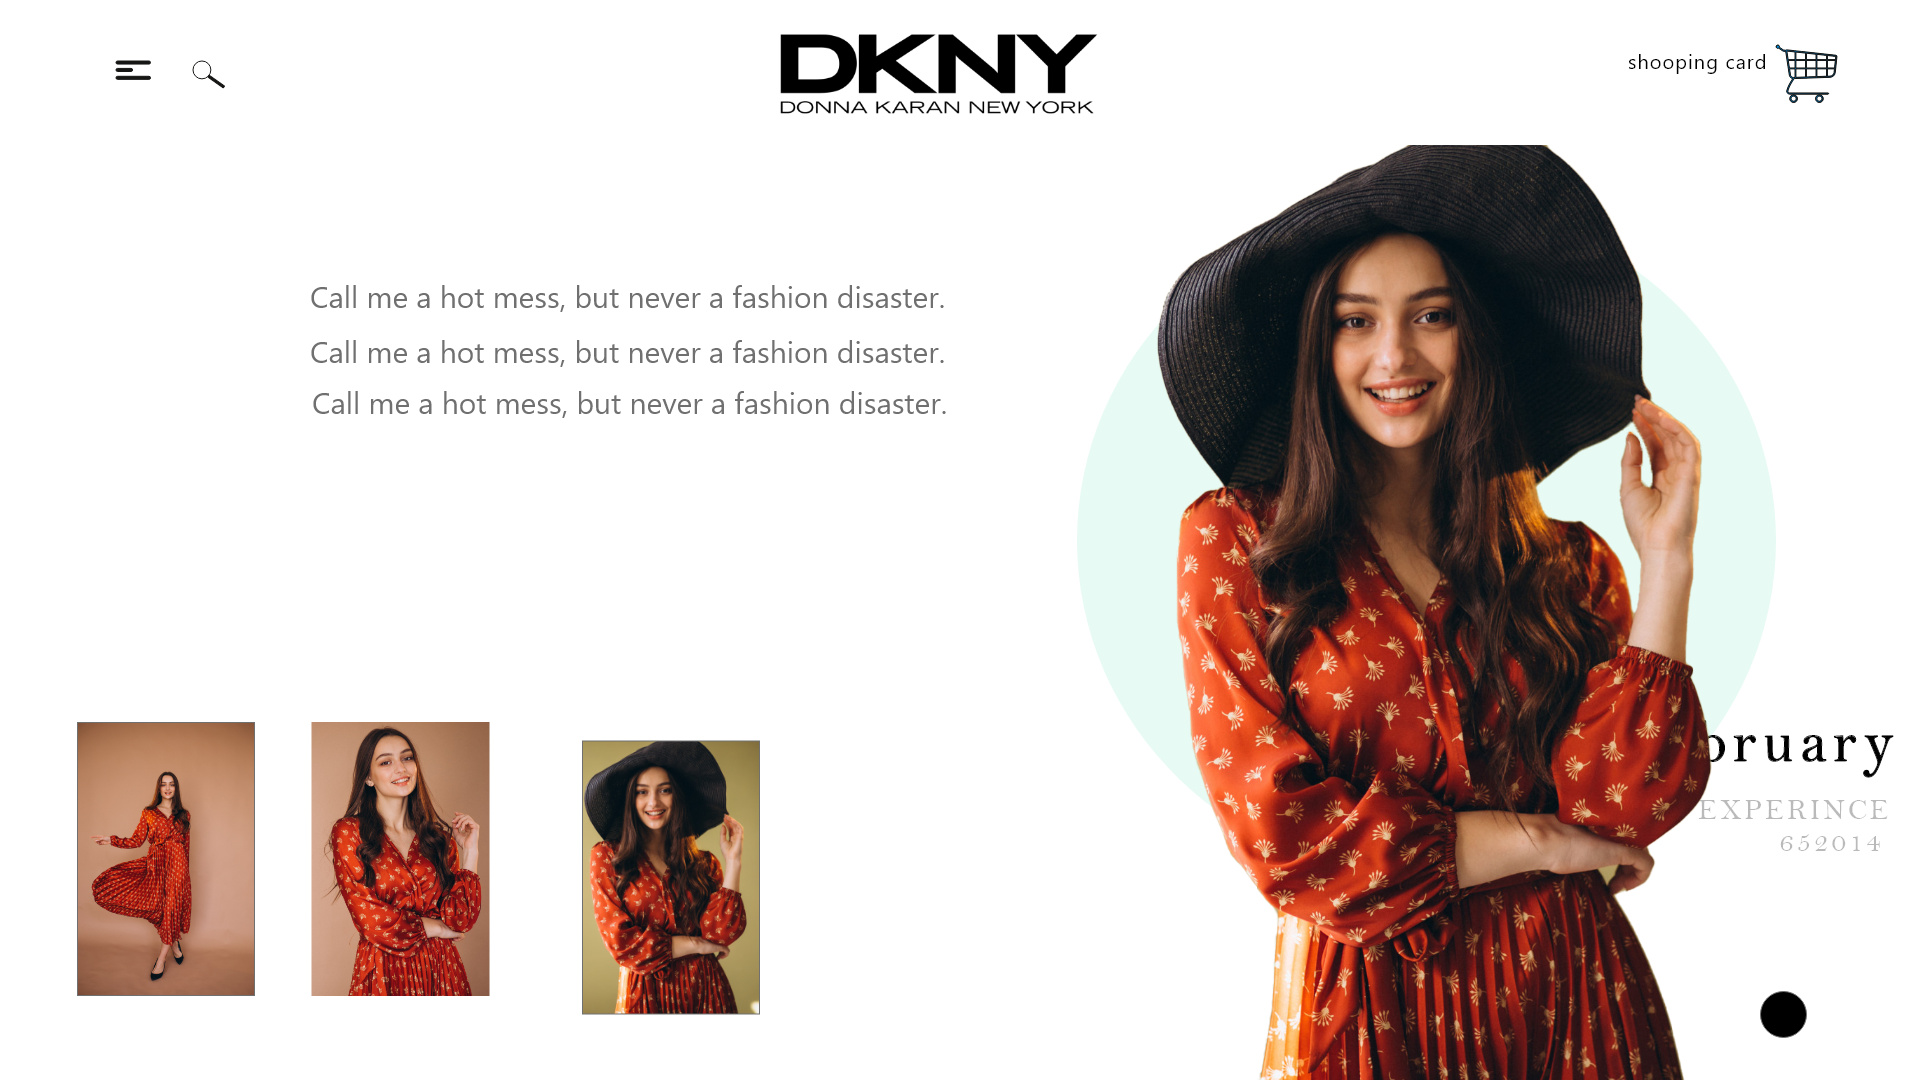 DKNY
DONNA KARAN NEW YORK
shooping card
Call me a hot mess, but never a fashion disaster.
Call me a hot mess, but never a fashion disaster.
Call me a hot mess, but never a fashion disaster.
bruary
EXPERINCE
652014